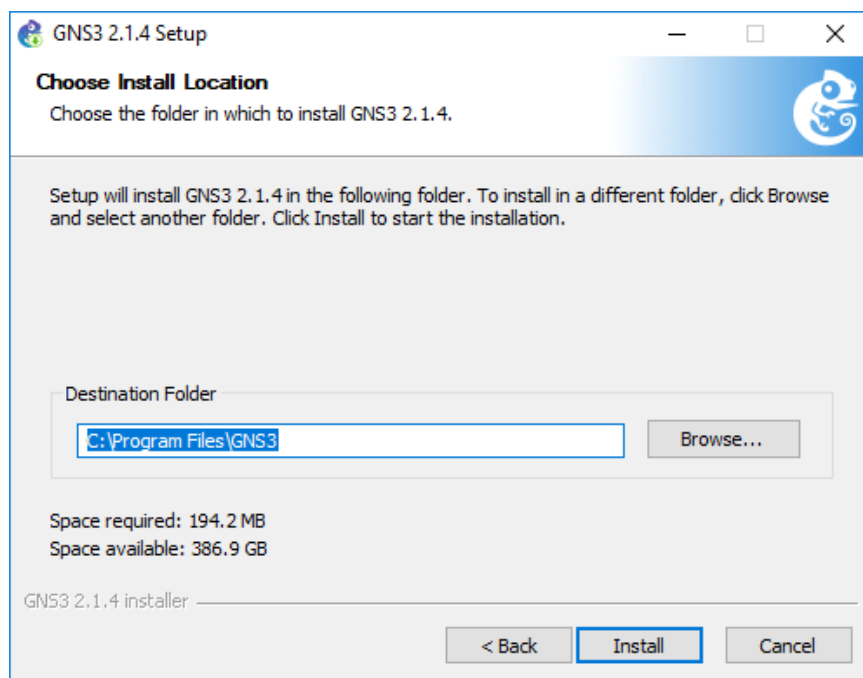 GNS3 2.1.4 Setup
Choose Install Location
Choose the folder in which to install GNS3 2.1.4.
Setup will install GNS3 2.1.4 in the following folder. To install in a different folder, click Browse
and select another folder. Click Install to start the installation.
Destination Folder
C:\Program Files\GNS3
Browse...
Space required: 194.2 MB
Space available: 386.9 GB
GNS3 2.1.4 installer
< Back
Install
Cancel